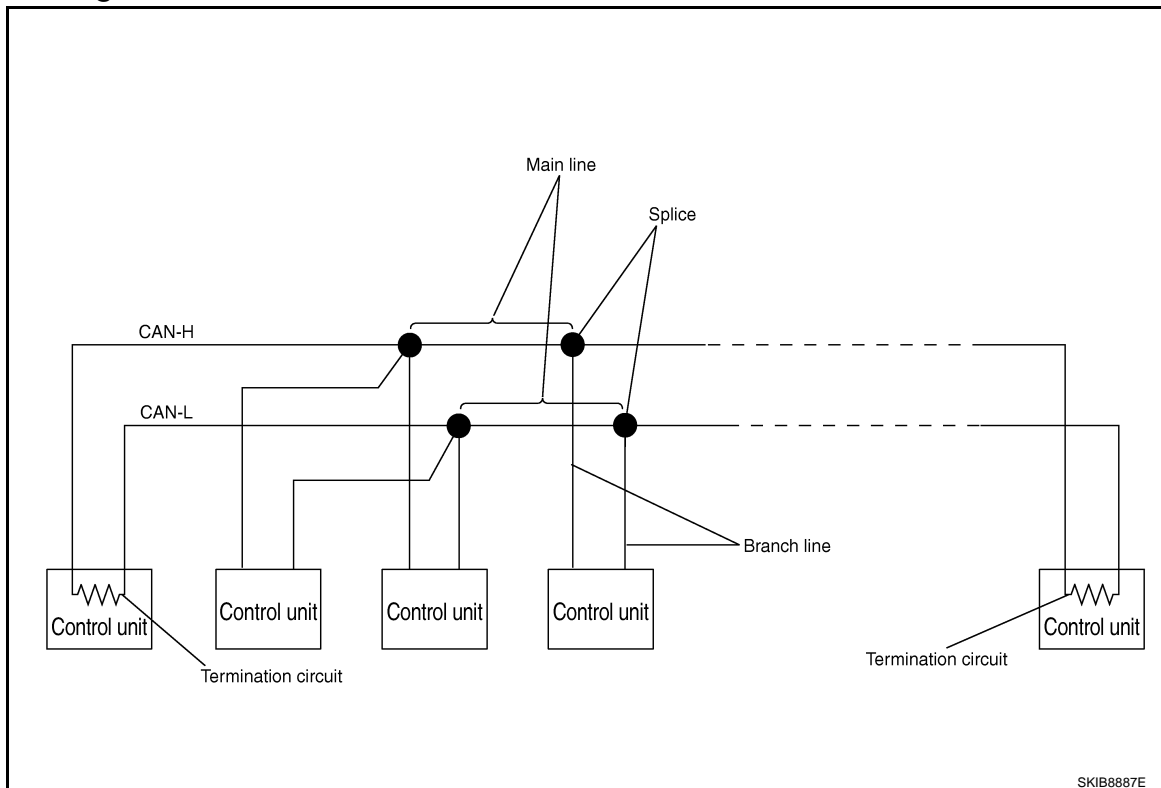 Main line
Splice
CAN-H
CAN-L
Branch line
Control unit
Control unit
Control unit
Control unit
Control unit
Termination circuit
Termination circuit
SKIB8887E